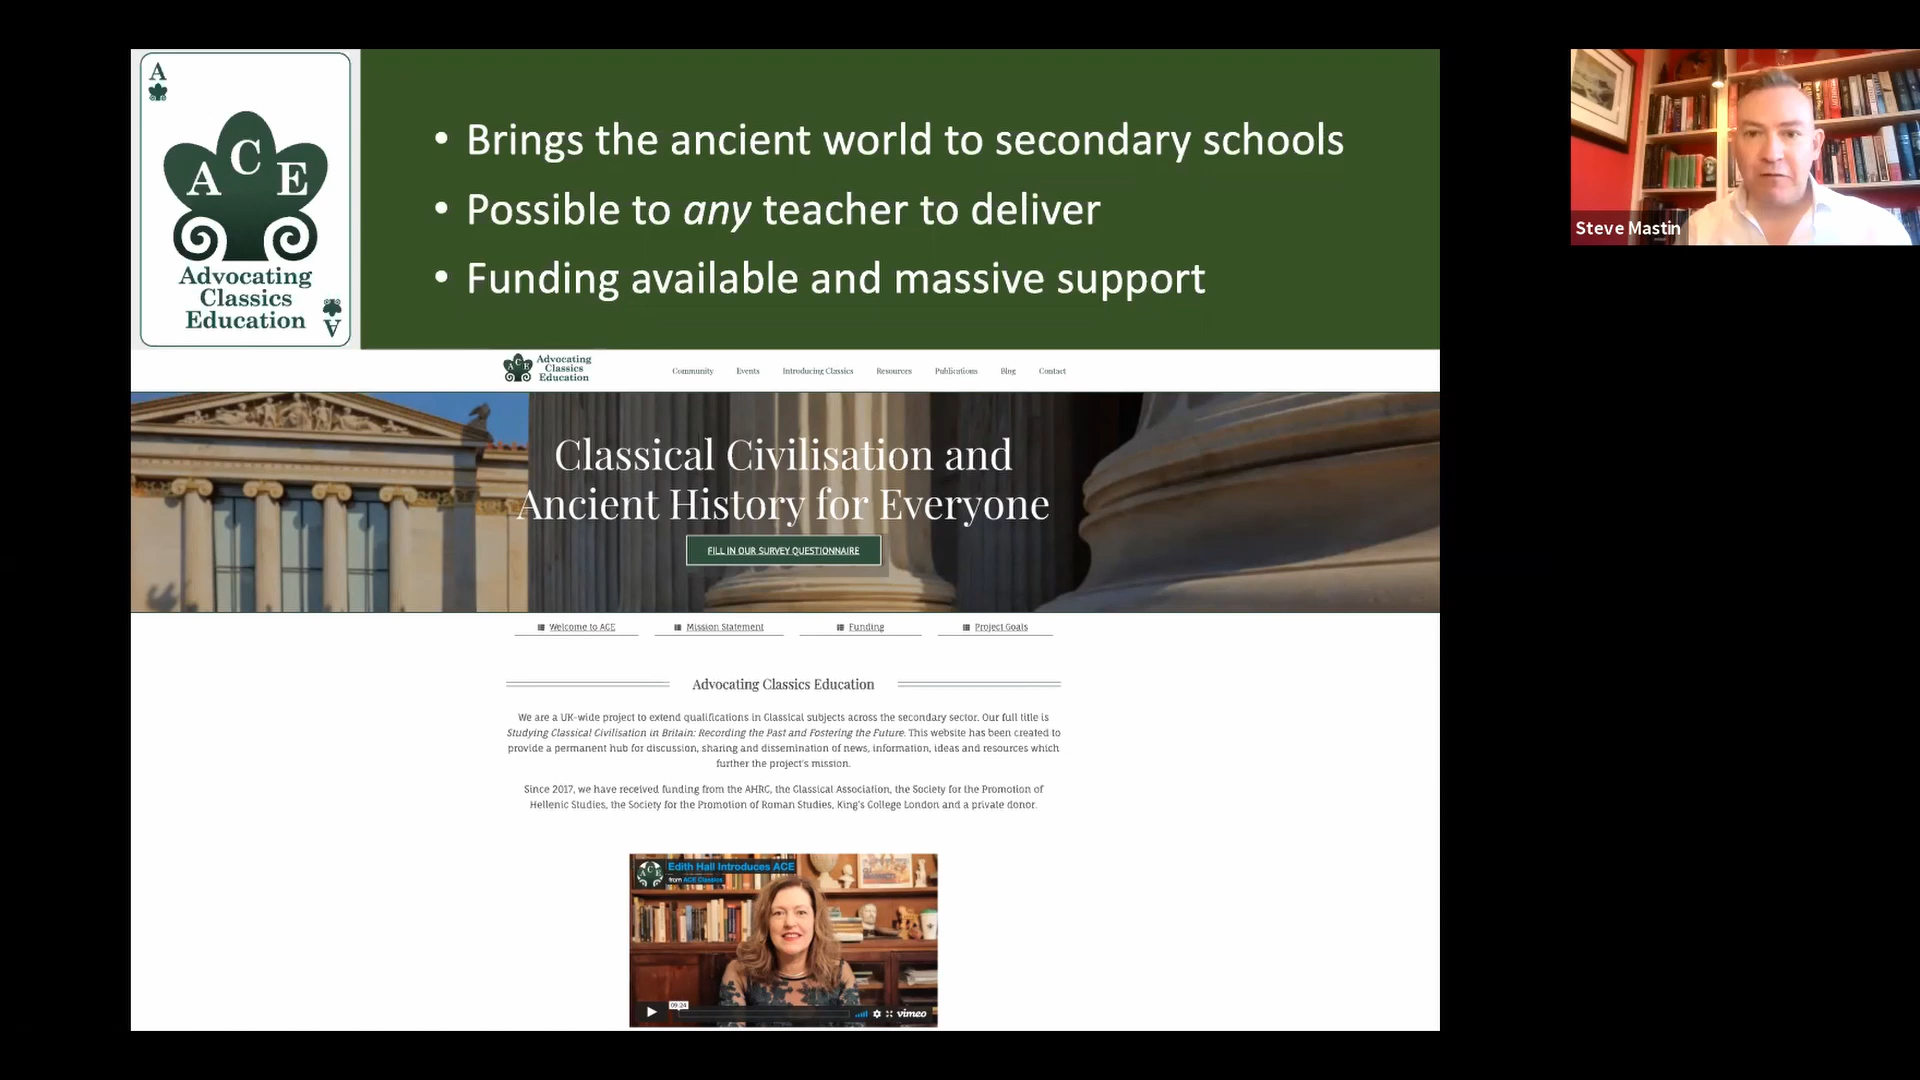 A
A C E
Advocating
Classics
Education
A
• Brings the ancient world to secondary schools
• Possible to any teacher to deliver
• Funding available and massive support
Steve Mastin
A C E
Advocating
Classics
Education
Community Events Introducing Classics Resources Publications Blog Contact
Classical Civilisation and
Ancient History for Everyone
FILL IN OUR SURVEY QUESTIONNAIRE
Welcome to ACE Mission Statement Funding Project Goals
Advocating Classics Education
We are a UK-wide project to extend qualifications in Classical subjects across the secondary sector. Our full title is
Studying Classical Civilisation in Britain: Recording the Past and Fostering the Future. This website has been created to
provide a permanent hub for discussion, sharing and dissemination of news, information, ideas and resources which
further the project's mission.
Since 2017, we have received funding from the AHRC, the Classical Association, the Society for the Promotion of
Hellenic Studies, the Society for the Promotion of Roman Studies, King's College London and a private donor.
A C E
Edith Hall Introduces ACE
from ACE Classics
09:24
vimeo